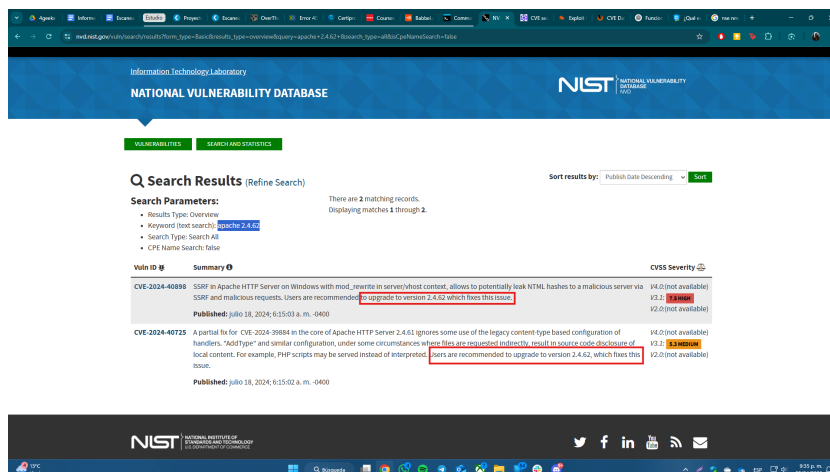 Estudio
nvd.nist.gov/vuln/search/results?form_type=Basic&results_type=overview&query=apache+2.4.62+&search_type=all&isCpeNameSearch=false
Information Technology Laboratory
NATIONAL VULNERABILITY DATABASE
NIST
NATIONAL VULNERABILITY
DATABASE
NVD
VULNERABILITIES
SEARCH AND STATISTICS
Search Results (Refine Search)
Sort results by: Publish Date Descending Sort
Search Parameters:
There are 2 matching records.
Displaying matches 1 through 2.
Results Type: Overview
Keyword (text search): apache 2.4.62
Search Type: Search All
CPE Name Search: false
Vuln ID Summary CVSS Severity
CVE-2024-40898 SSRF in Apache HTTP Server on Windows with mod_rewrite in server/vhost context, allows to potentially leak NTML hashes to a malicious server via V4.0:(not available)
SSRF and malicious requests. Users are recommended to upgrade to version 2.4.62 which fixes this issue. V3.1: 7.5 HIGH
V2.0:(not available)
Published: julio 18, 2024; 6:15:03 a. m. -0400
CVE-2024-40725 A partial fix for CVE-2024-39884 in the core of Apache HTTP Server 2.4.61 ignores some use of the legacy content-type based configuration of V4.0:(not available)
handlers. "AddType" and similar configuration, under some circumstances where files are requested indirectly, result in source code disclosure of V3.1: 5.3 MEDIUM
local content. For example, PHP scripts may be served instead of interpreted. Users are recommended to upgrade to version 2.4.62, which fixes this V2.0:(not available)
issue.
Published: julio 18, 2024; 6:15:02 a. m. -0400
NIST
NATIONAL INSTITUTE OF
STANDARDS AND TECHNOLOGY
U.S. DEPARTMENT OF COMMERCE
15°C
Búsqueda
ESP
9:35 p. m.